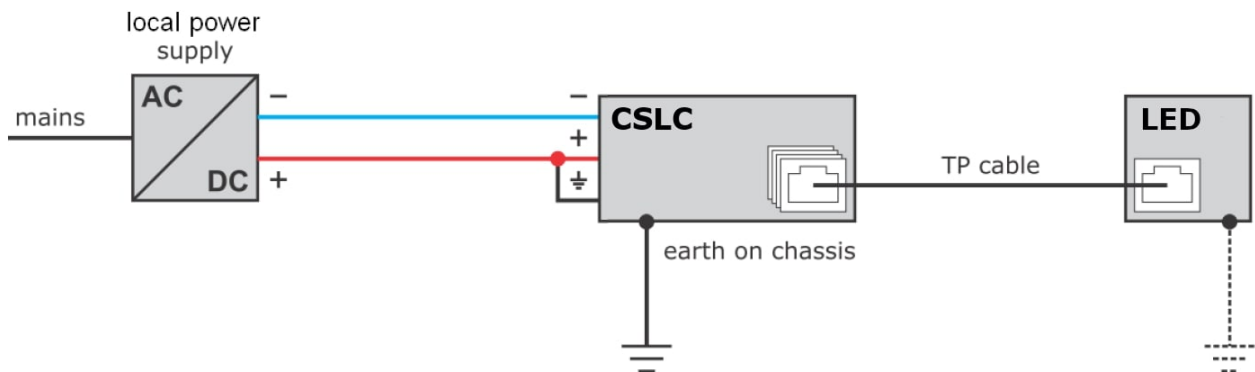 local power
supply
mains
AC
DC
−
+
−
+
CSLC
earth on chassis
TP cable
LED